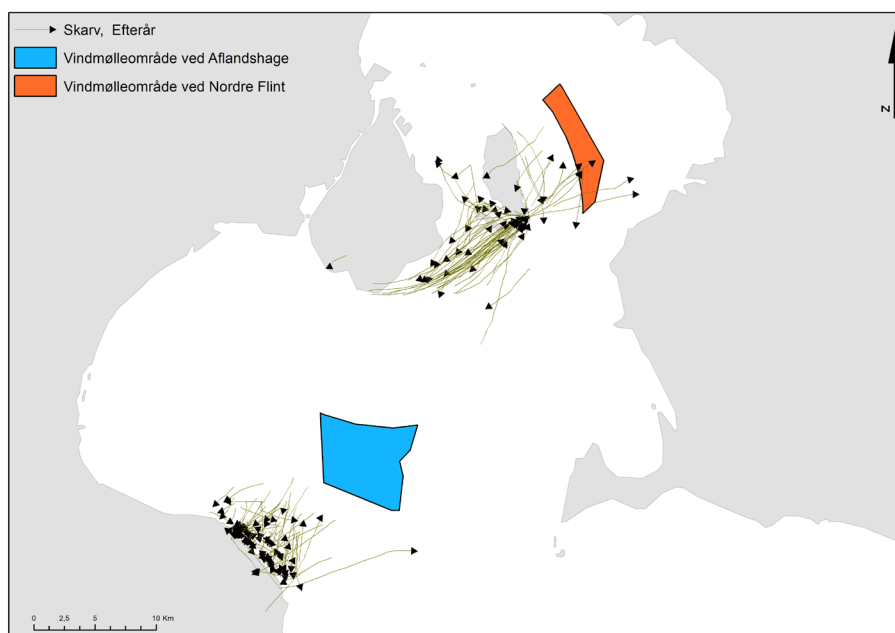 Skarv, Efterår
Vindmølleområde ved Aflandshage
Vindmølleområde ved Nordre Flint
N
0 2,5 5 10 Km